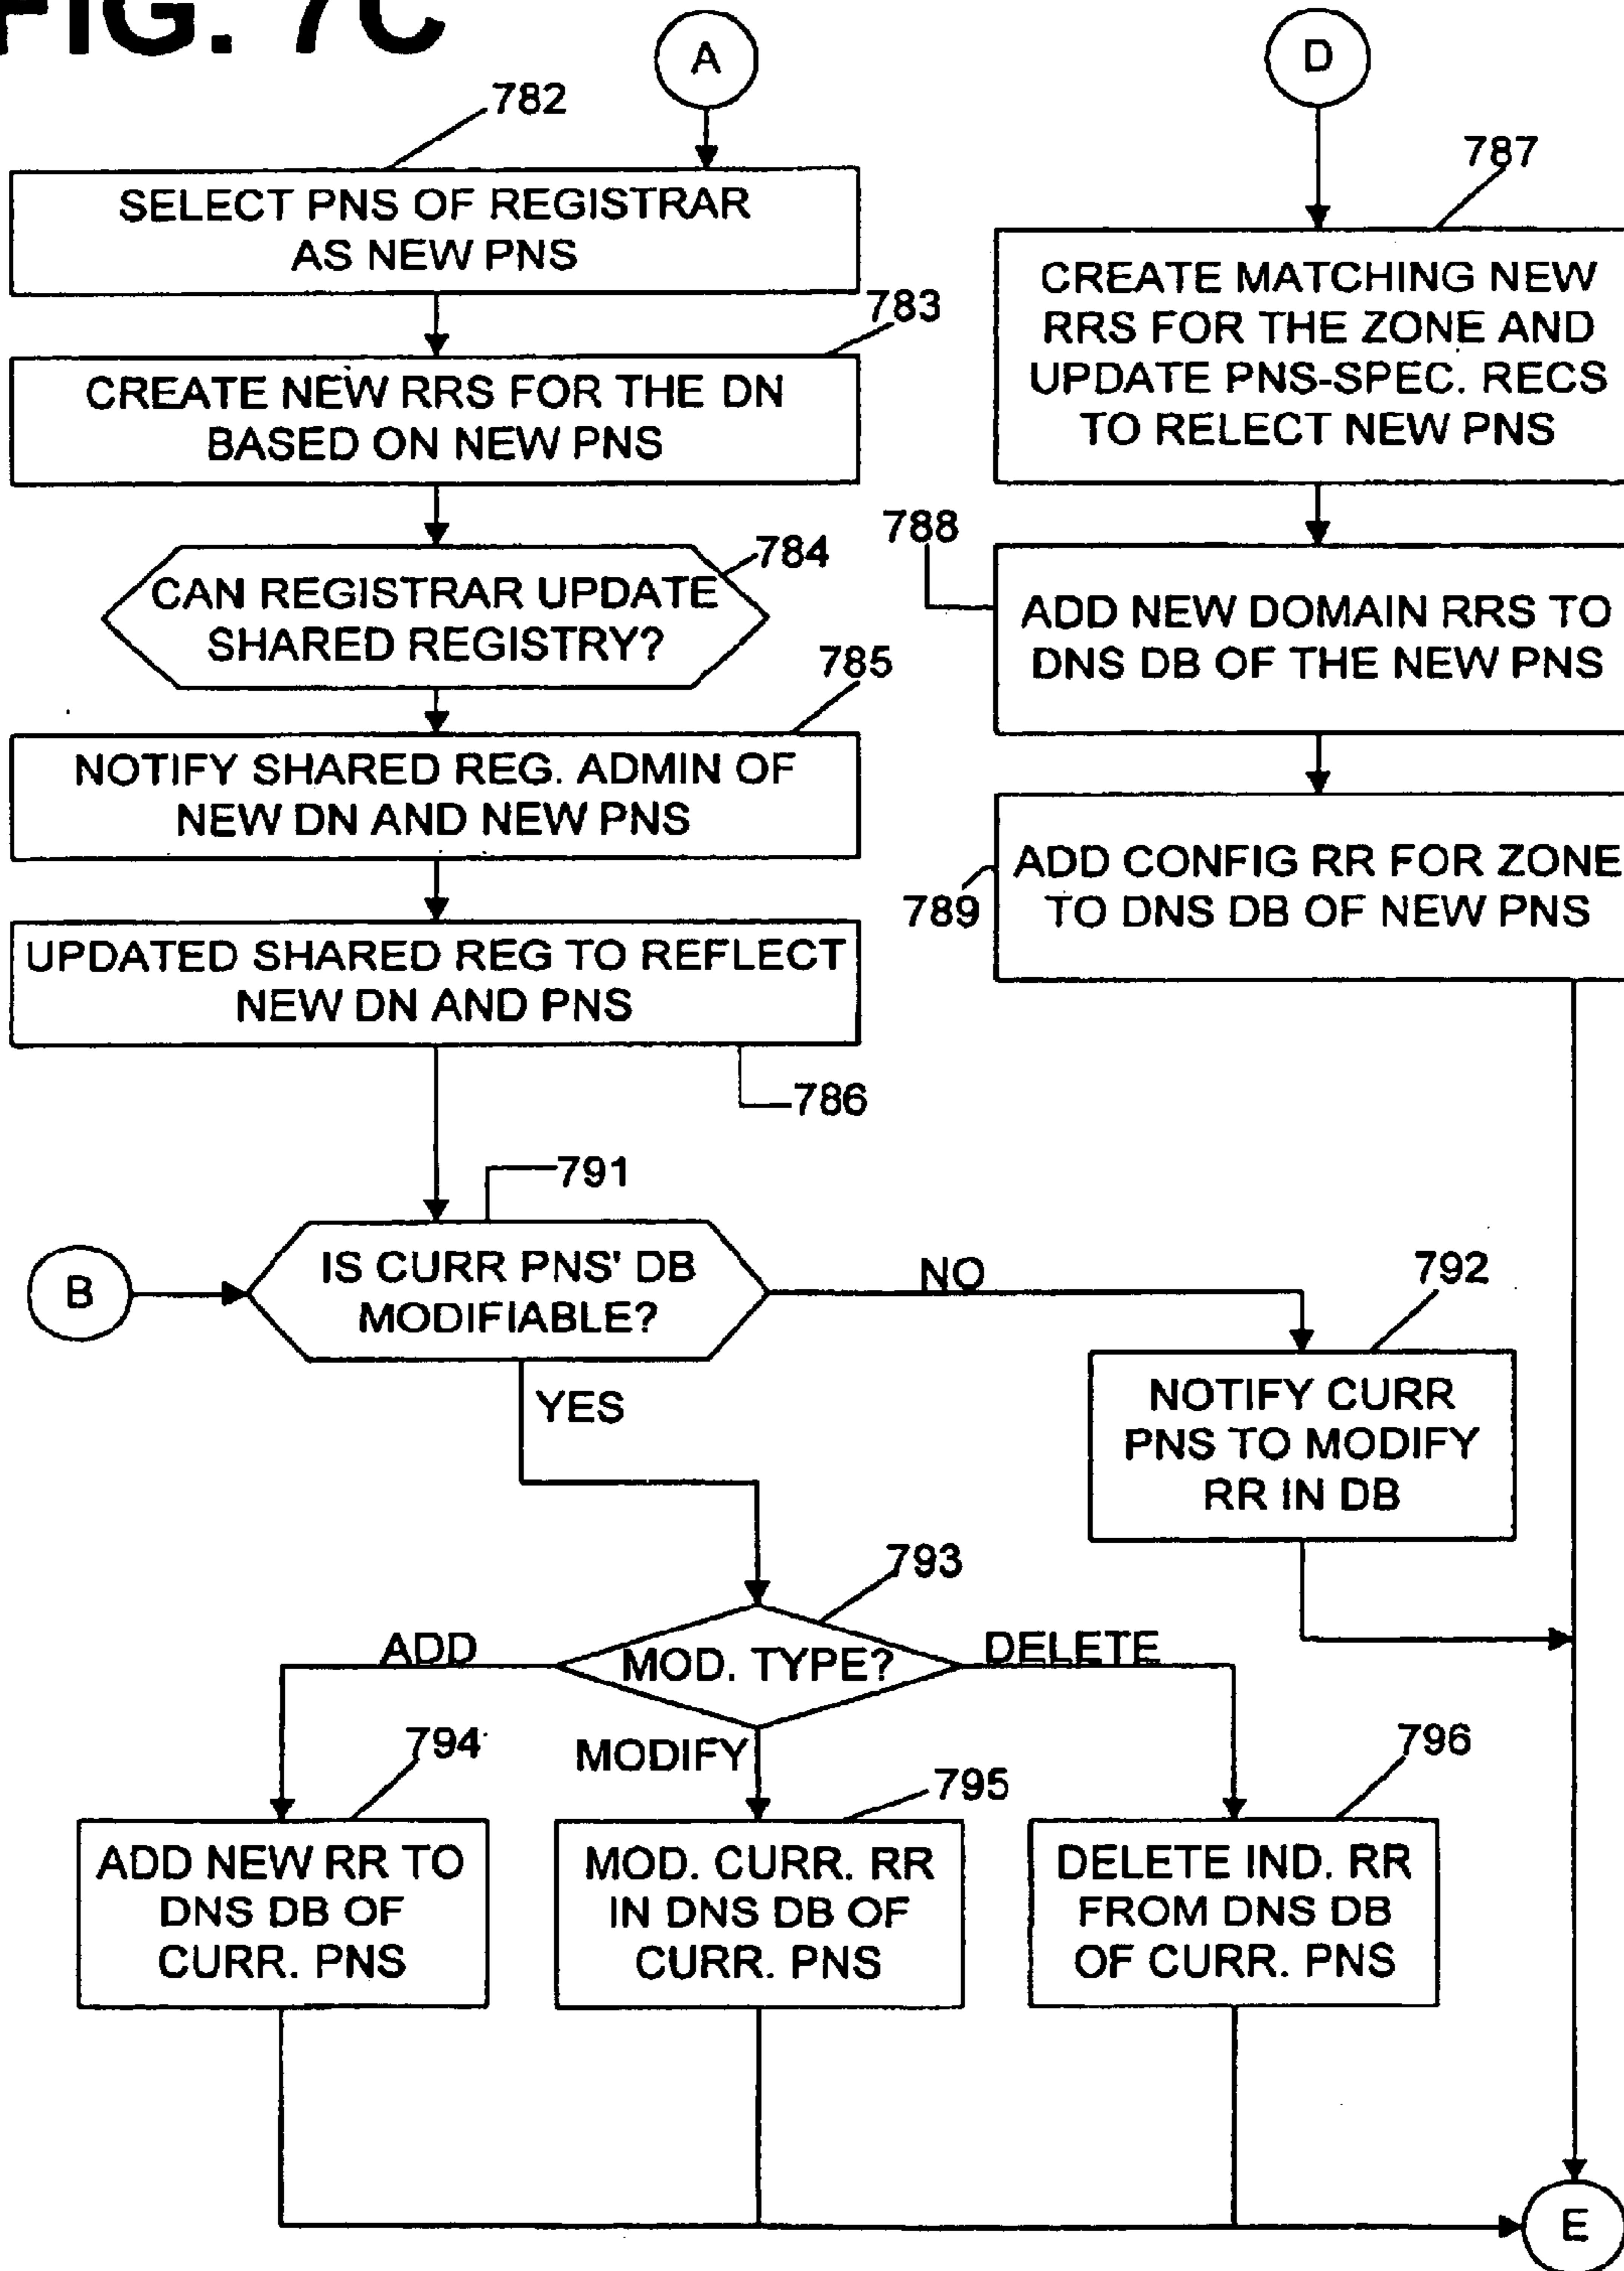 FIG. 7C
A
782
SELECT PNS OF REGISTRAR
AS NEW PNS
783
CREATE NEW RRS FOR THE DN
BASED ON NEW PNS
784
CAN REGISTRAR UPDATE
SHARED REGISTRY?
785
NOTIFY SHARED REG. ADMIN OF
NEW DN AND NEW PNS
UPDATED SHARED REG TO REFLECT
NEW DN AND PNS
786
D
787
CREATE MATCHING NEW
RRS FOR THE ZONE AND
UPDATE PNS-SPEC. RECS
TO RELECT NEW PNS
788
ADD NEW DOMAIN RRS TO
DNS DB OF THE NEW PNS
789
ADD CONFIG RR FOR ZONE
TO DNS DB OF NEW PNS
791
B
IS CURR PNS' DB
MODIFIABLE?
NO
792
NOTIFY CURR
PNS TO MODIFY
RR IN DB
YES
793
MOD. TYPE?
ADD
DELETE
MODIFY
794
ADD NEW RR TO
DNS DB OF
CURR. PNS
795
MOD. CURR. RR
IN DNS DB OF
CURR. PNS
796
DELETE IND. RR
FROM DNS DB
OF CURR. PNS
E